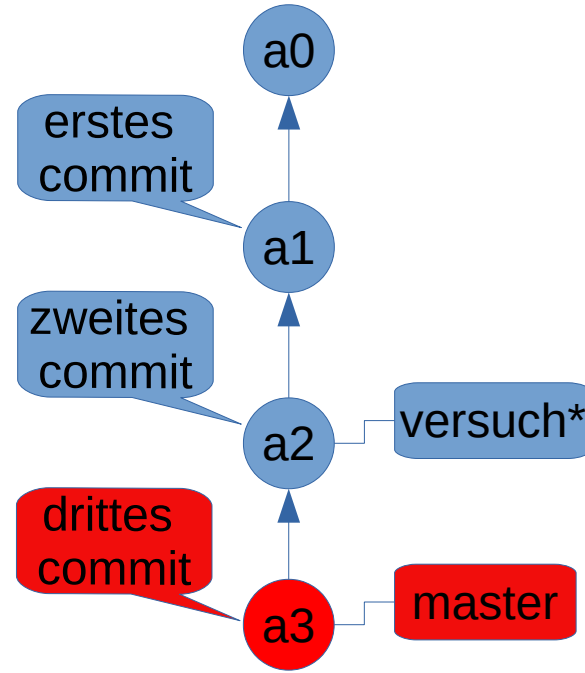 a0
erstes
commit
a1
zweites
commit
a2
versuch*
drittes
commit
a3
master